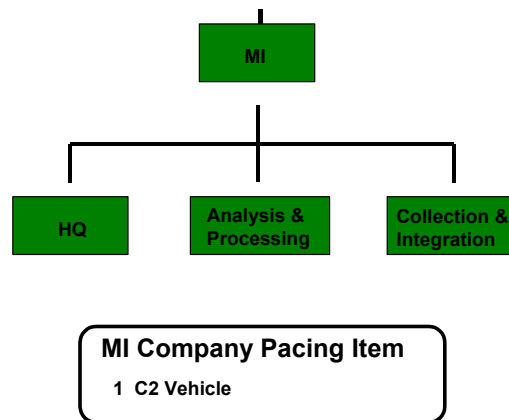 MI
HQ
Analysis &
Processing
Collection &
Integration
MI Company Pacing Item
1 C2 Vehicle